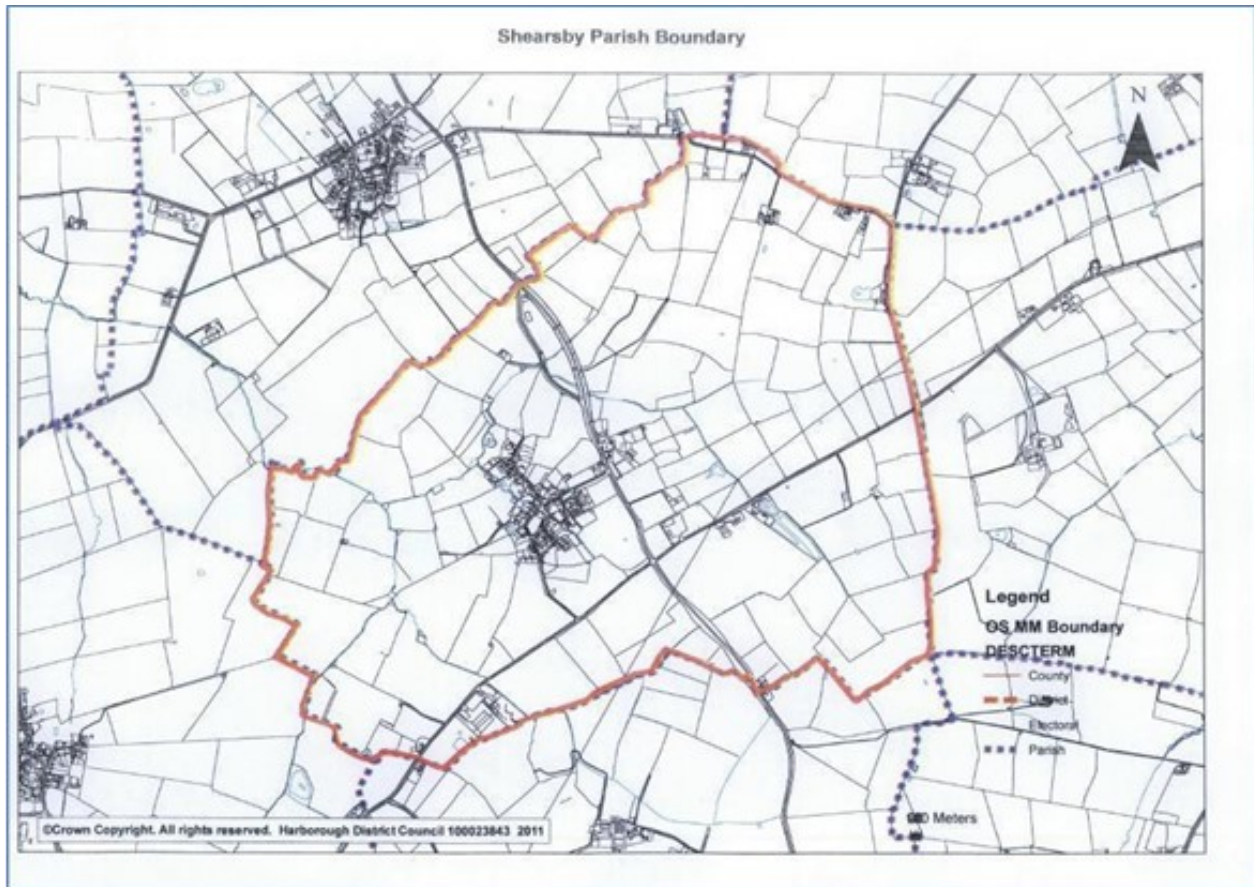 Shearsby Parish Boundary
N
Legend
OS MM Boundary
DESCTERM
County
District
Electoral
Parish
Meters
©Crown Copyright. All rights reserved. Harborough District Council 100023843 2011